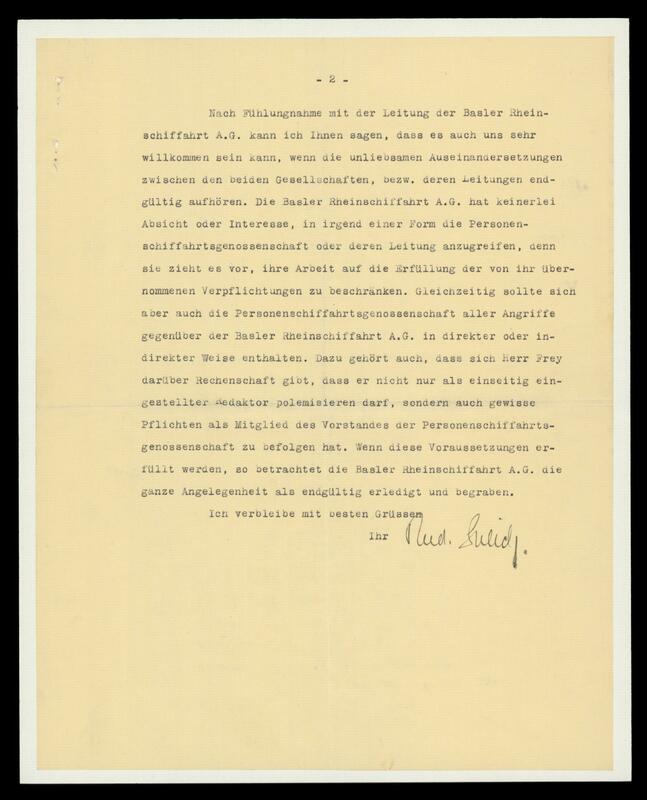 - 2 -
Nach Fühlungnahme mit der Leitung der Basler Rhein-
schiffahrt A.G. kann ich Ihnen sagen, dass es auch uns sehr
willkommen sein kann, wenn die unliebsamen Auseinandersetzungen
zwischen den beiden Gesellschaften, bezw. deren Leitungen end-
gültig aufhören. Die Basler Rheinschiffahrt A.G. hat keinerlei
Absicht oder Interesse, in irgend einer Form die Personen-
schiffahrtsgenossenschaft oder deren Leitung anzugreifen, denn
sie zieht es vor, ihre Arbeit auf die Erfüllung der von ihr über-
nommenen Verpflichtungen zu beschränken. Gleichzeitig sollte sich
aber auch die Personenschiffahrtsgenossenschaft aller Angriffe
gegenüber der Basler Rheinschiffahrt A.G. in direkter oder in-
direkter Weise enthalten. Dazu gehört auch, dass sich Herr Frey
darüber Rechenschaft gibt, dass er nicht nur als einseitig ein-
gestellter Redaktor polemisieren darf, sondern auch gewisse
Pflichten als Mitglied des Vorstandes der Personenschiffahrts-
genossenschaft zu befolgen hat. Wenn diese Voraussetzungen er-
füllt werden, so betrachtet die Basler Rheinschiffahrt A.G. die
ganze Angelegenheit als endgültig erledigt und begraben.
Ich verbleibe mit besten Grüssen
Ihr Rud.